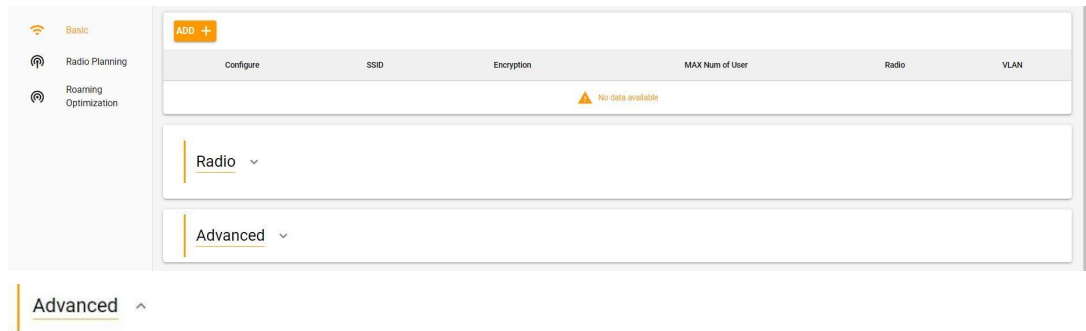 Basic
Radio Planning
Roaming
Optimization
ADD +
Configure SSID Encryption MAX Num of User Radio VLAN
No data available
Radio
Advanced
Advanced